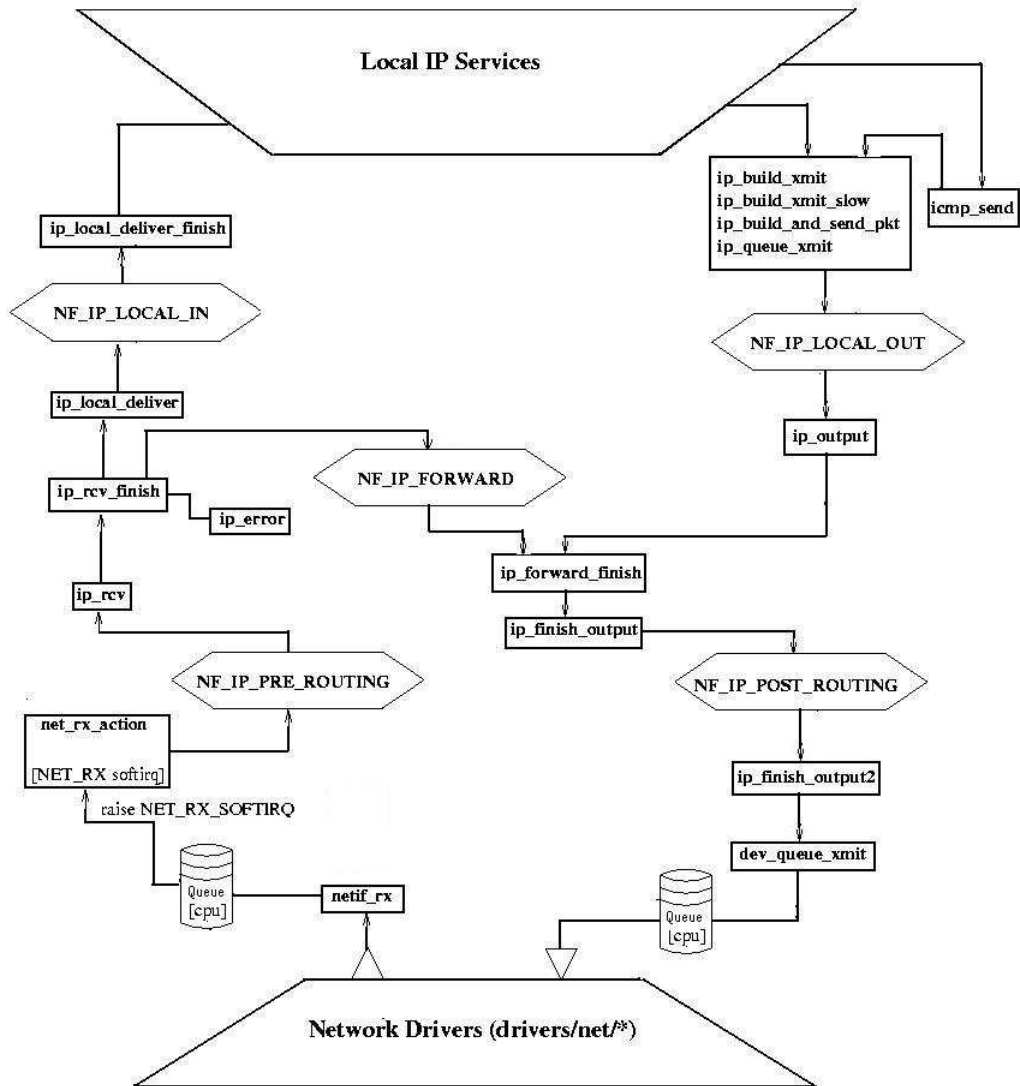 Local IP Services
ip_build_xmit
ip_build_xmit_slow
ip_build_and_send_pkt
ip_queue_xmit
icmp_send
ip_local_deliver_finish
NF_IP_LOCAL_IN
NF_IP_LOCAL_OUT
ip_local_deliver
ip_output
NF_IP_FORWARD
ip_rcv_finish
ip_error
ip_forward_finish
ip_rcv
ip_finish_output
NF_IP_PRE_ROUTING
NF_IP_POST_ROUTING
net_rx_action
[NET_RX softirq]
ip_finish_output2
raise NET_RX_SOFTIRQ
dev_queue_xmit
Queue
[cpu]
netif_rx
Queue
[cpu]
Network Drivers (drivers/net/*)